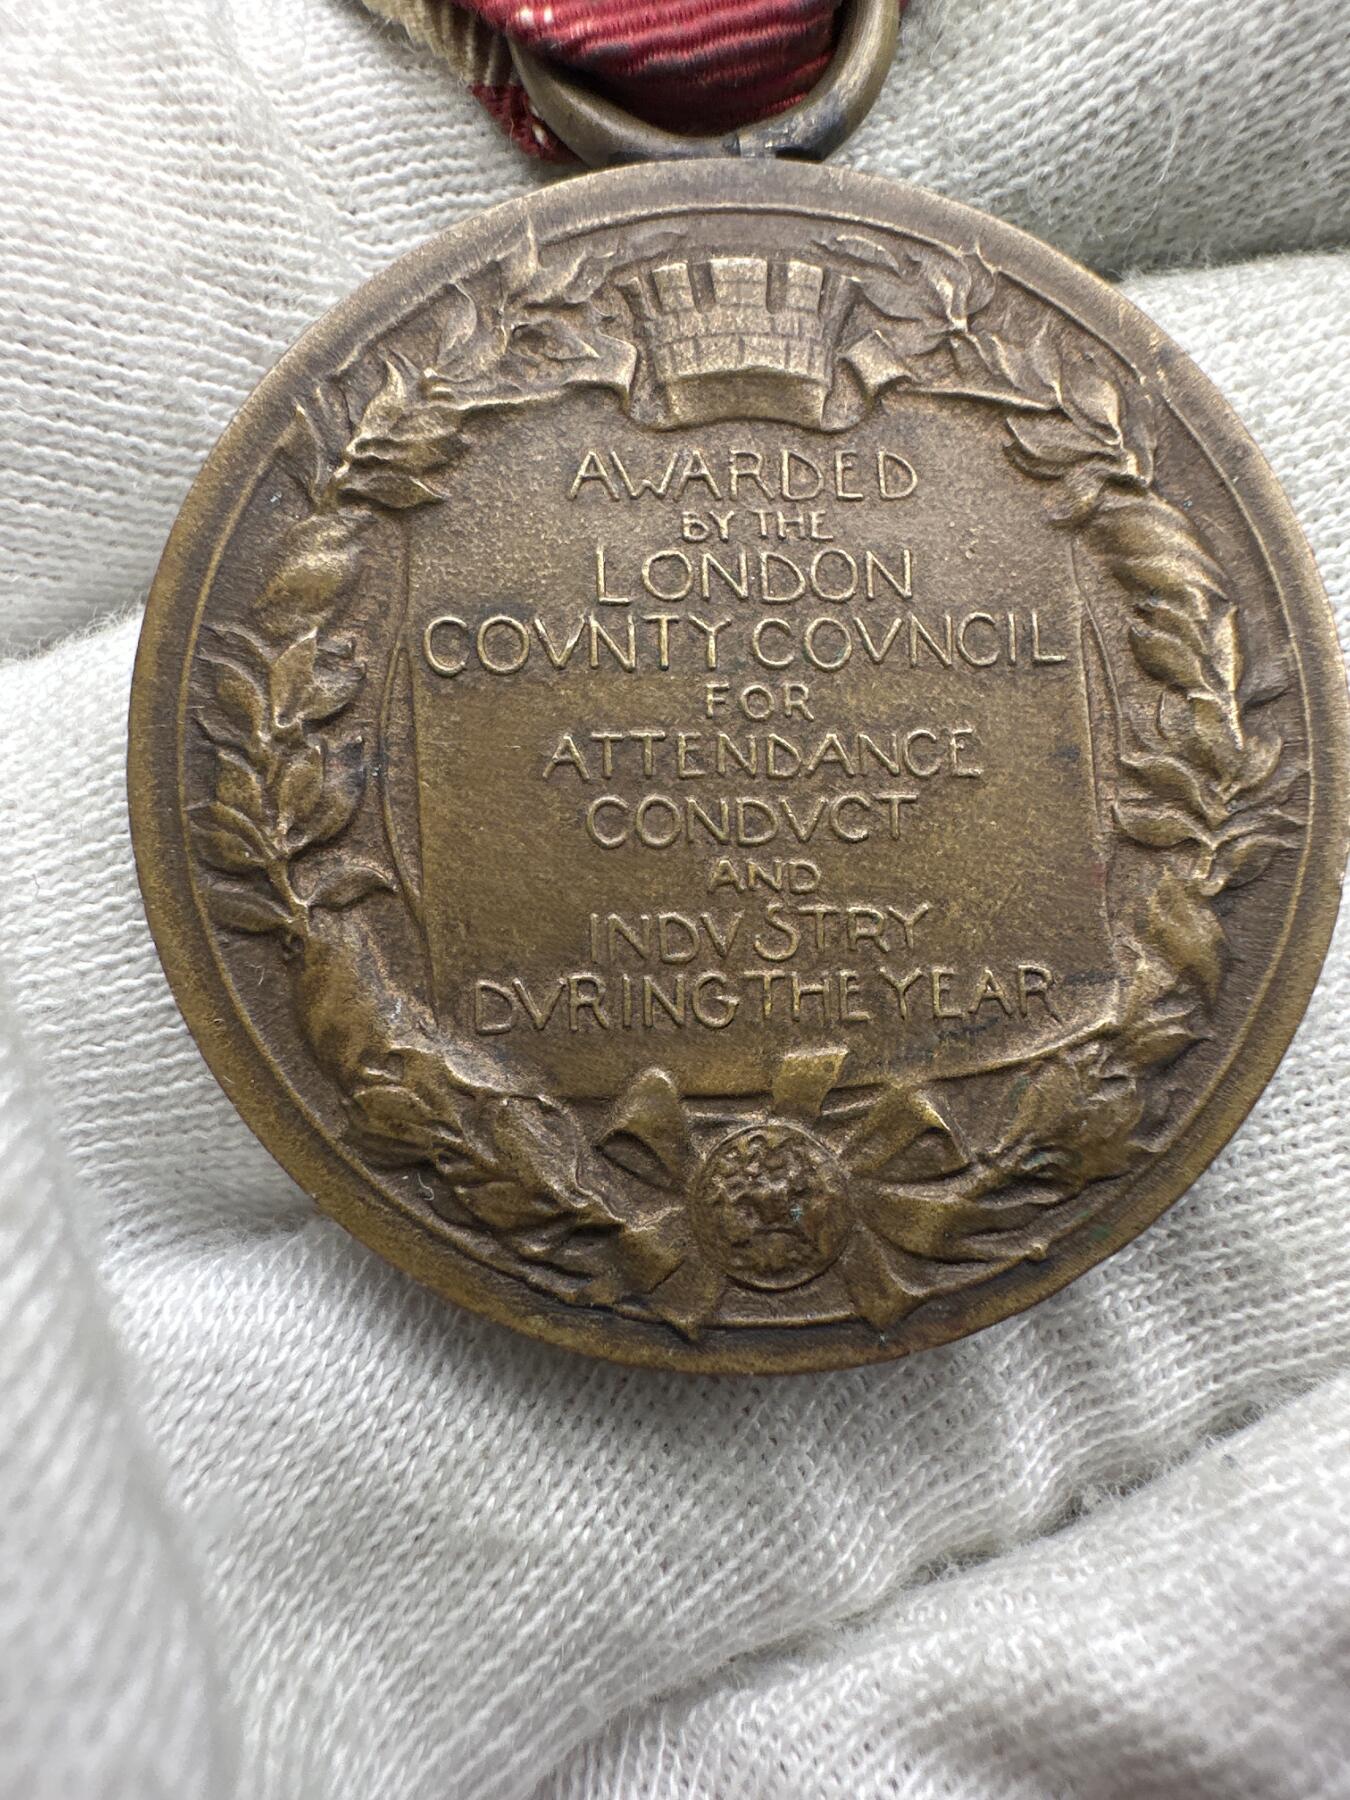 AWARDED
BY THE
LONDON
COVNTY COVNCIL
FOR
ATTENDANCE
CONDVCT
AND
INDVSTRY
DVRING THE YEAR